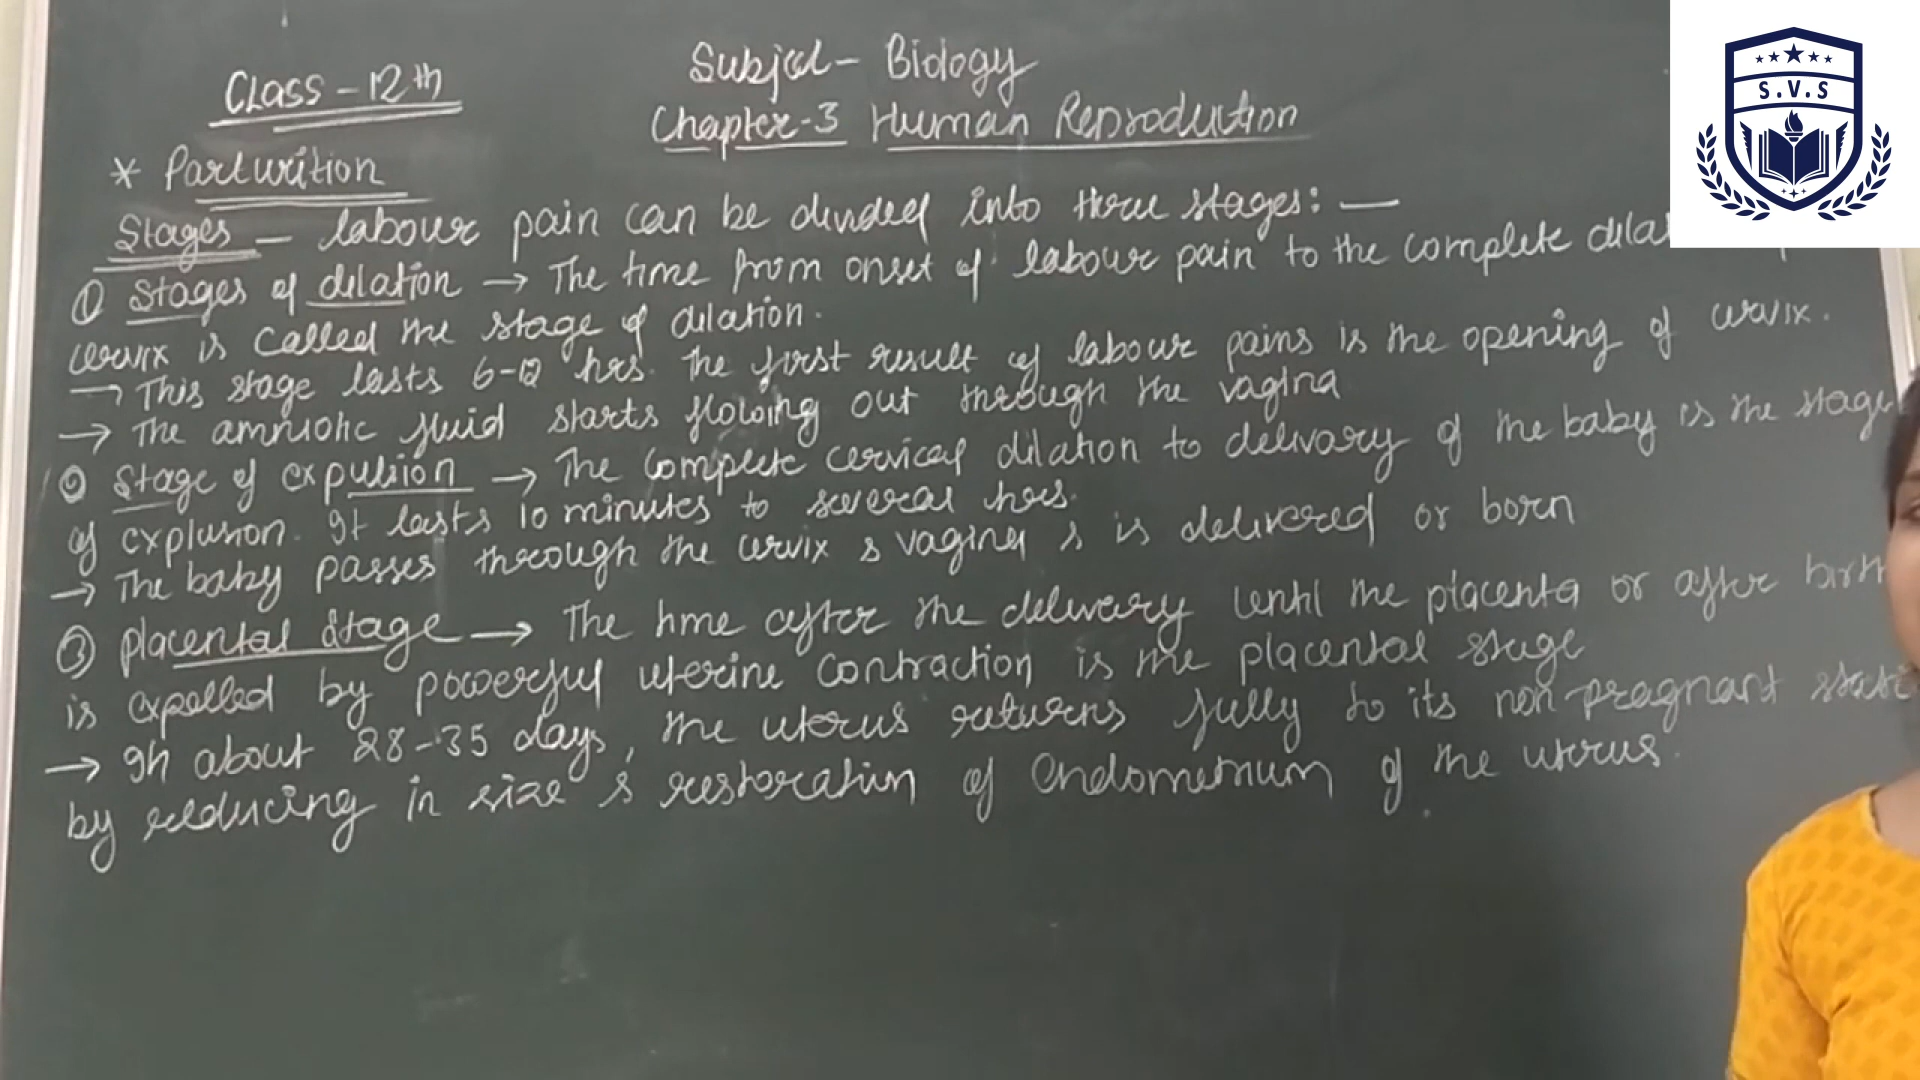 Class - 12th
Subject - Biology
Chapter-3 Human Reproduction
S.V.S
* Parturition
Stages - labour pain can be divided into three stages: —
① Stages of dilation → The time from onset of labour pain to the complete dilat
cervix is called the stage of dilation.
→ This stage lasts 6-12 hrs. The first result of labour pains is the opening of cervix.
→ The amniotic fluid starts flowing out through the vagina
② Stage of expulsion → The complete cervical dilation to delivary of the baby is the stage
of explusion. It lasts 10 minutes to several hrs.
→ The baby passes through the cervix & vagina & is delivered or born
③ placental stage → The time after the delivery until the placenta or after birth
is expelled by powerful uterine contraction is the placental stage
→ In about 28-35 days, the uterus returns fully to its non-pregnant state
by reducing in size & restoration of endometrium of the uterus.